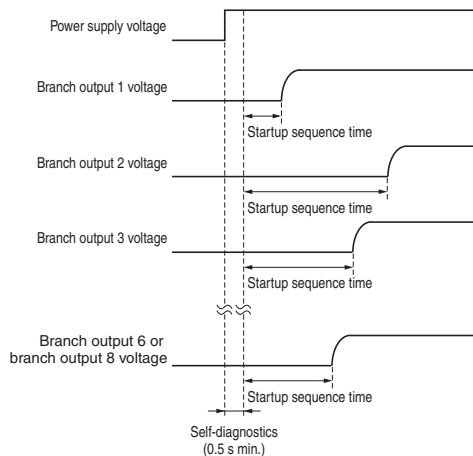 Power supply voltage
Branch output 1 voltage
Startup sequence time
Branch output 2 voltage
Startup sequence time
Branch output 3 voltage
Startup sequence time
Branch output 6 or
branch output 8 voltage
Startup sequence time
Self-diagnostics
(0.5 s min.)